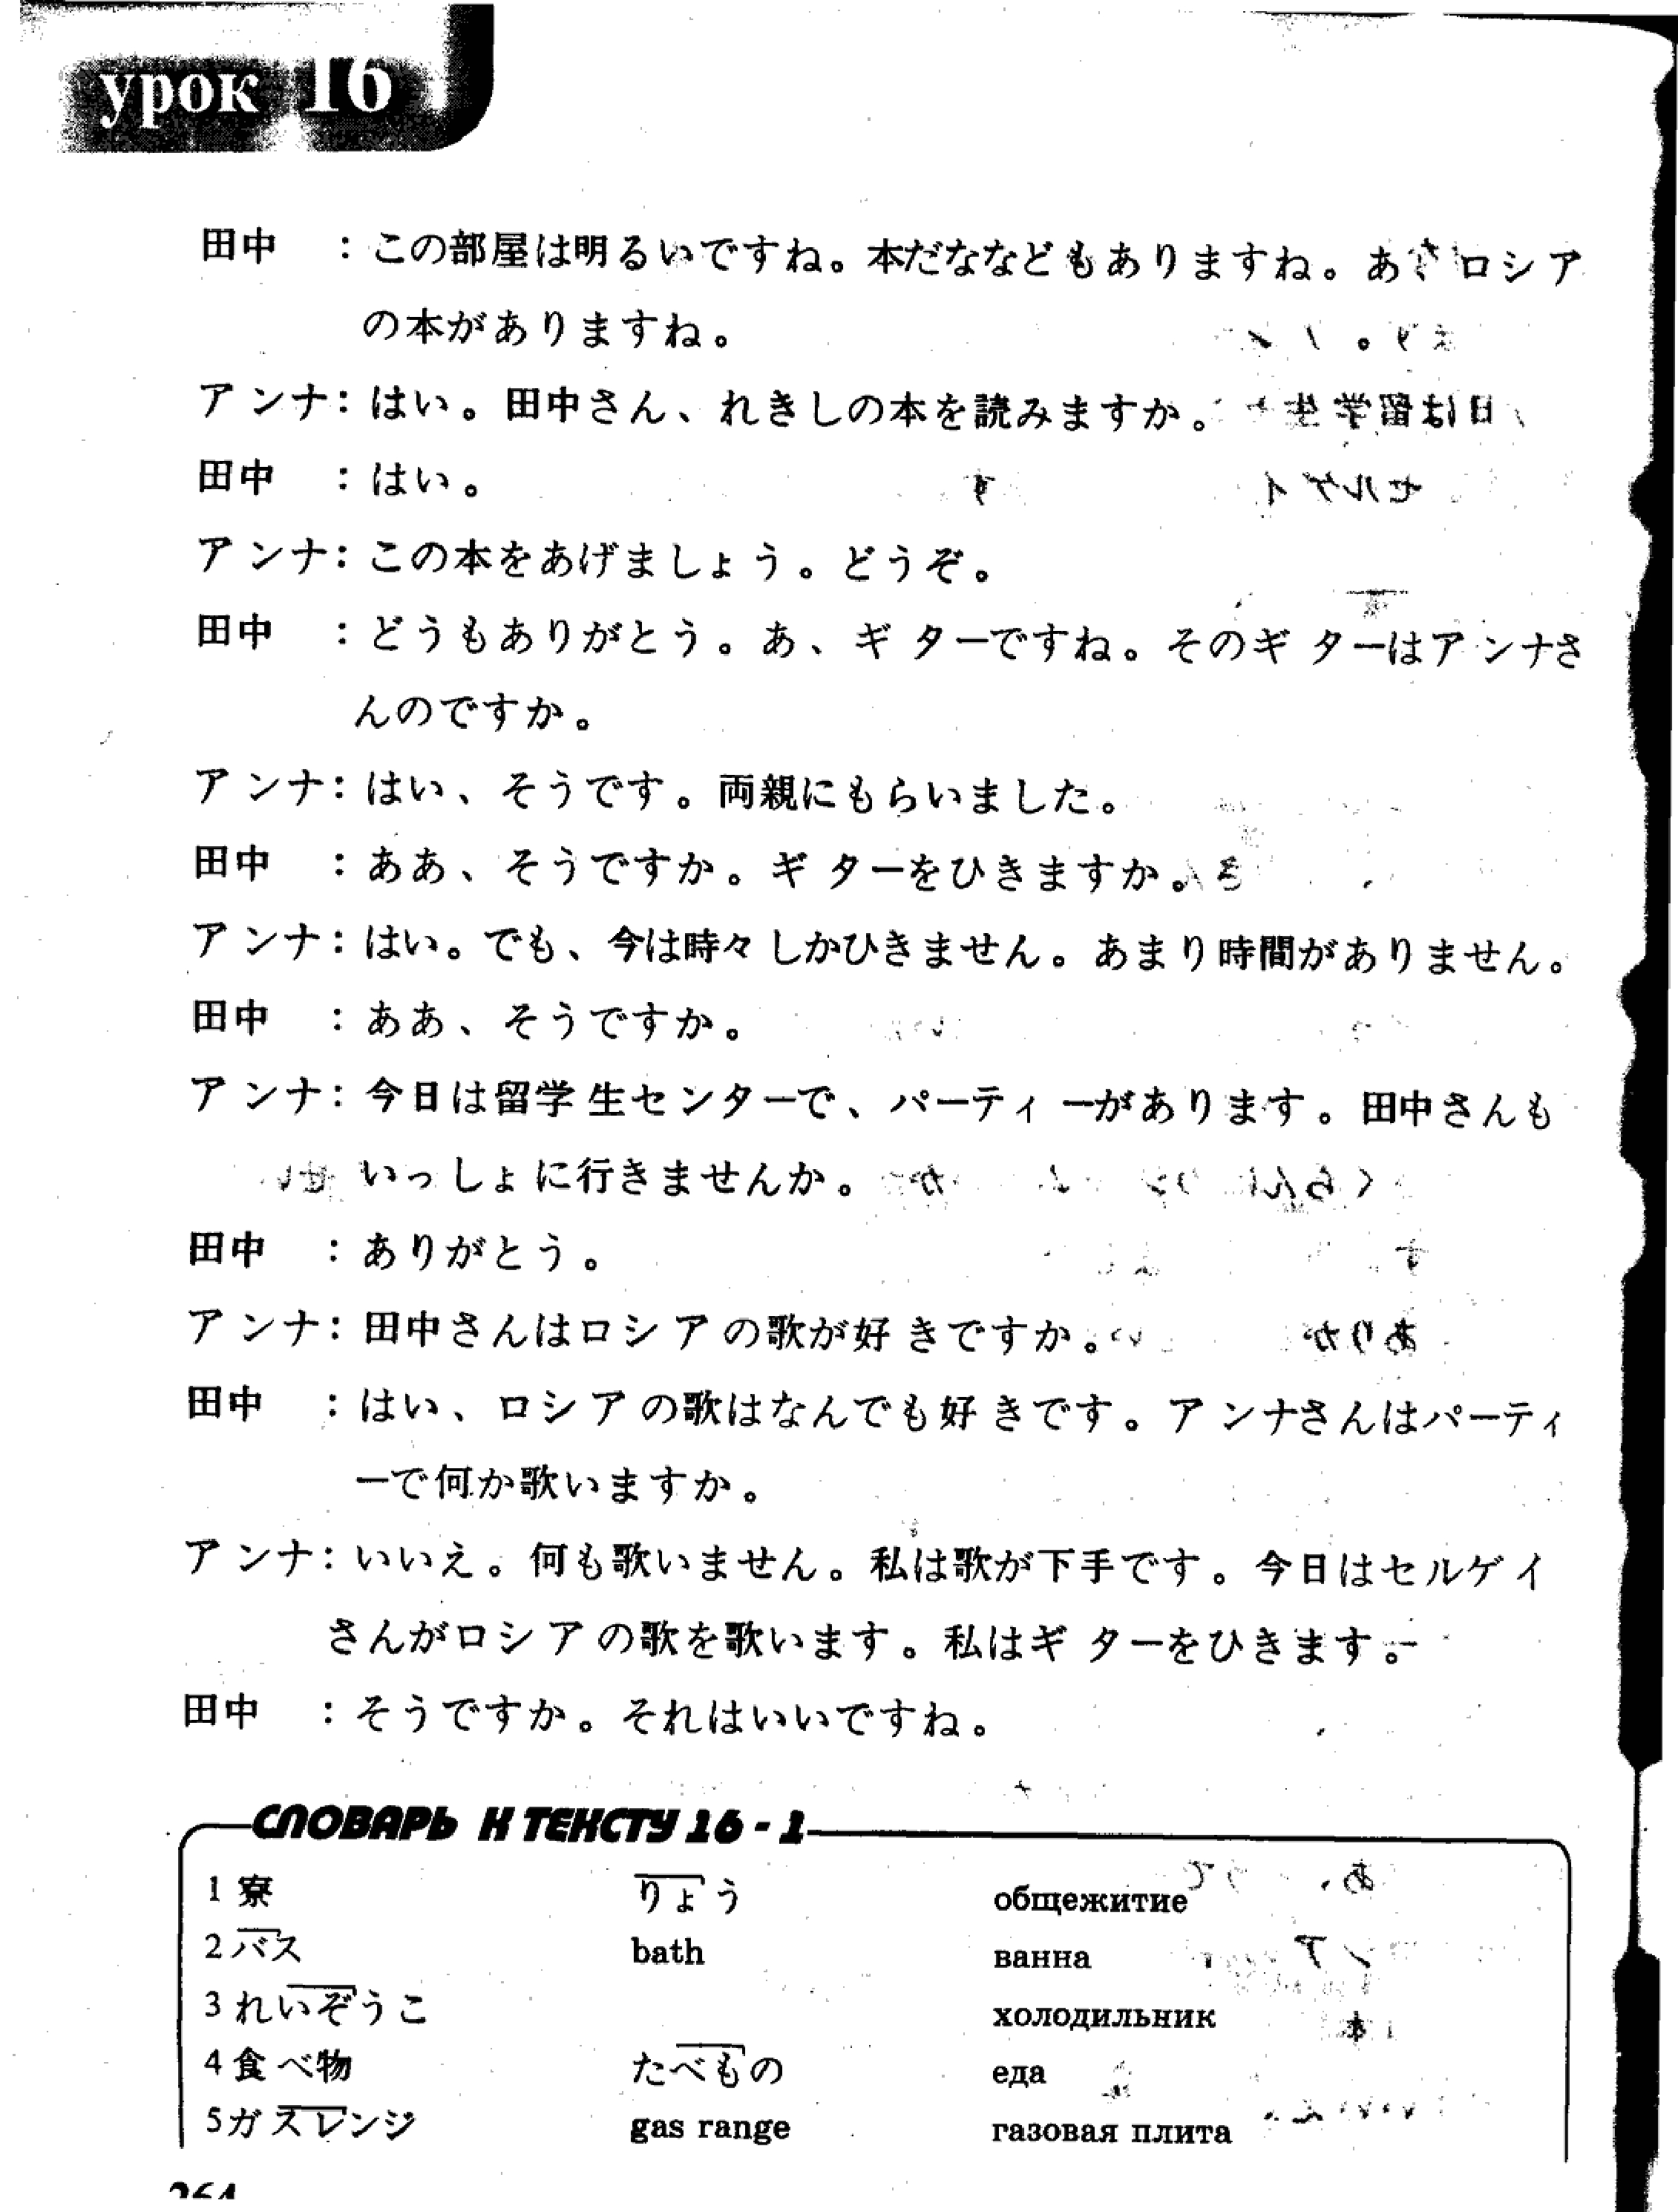 урок 16
田中 ：この部屋は明るいですね。本だななどもありますね。あ、ロシア
の本がありますね。
アンナ：はい。田中さん、れきしの本を読みますか。
田中 ：はい。
アンナ：この本をあげましょう。どうぞ。
田中 ：どうもありがとう。あ、ギターですね。そのギターはアンナさ
んのですか。
アンナ：はい、そうです。両親にもらいました。
田中 ：ああ、そうですか。ギターをひきますか。
アンナ：はい。でも、今は時々しかひきません。あまり時間がありません。
田中 ：ああ、そうですか。
アンナ：今日は留学生センターで、パーティーがあります。田中さんも
いっしょに行きませんか。
田中 ：ありがとう。
アンナ：田中さんはロシアの歌が好きですか。
田中 ：はい、ロシアの歌はなんでも好きです。アンナさんはパーティ
ーで何か歌いますか。
アンナ：いいえ。何も歌いません。私は歌が下手です。今日はセルゲイ
さんがロシアの歌を歌います。私はギターをひきます。
田中 ：そうですか。それはいいですね。
СЛОВАРЬ К ТЕКСТУ 16 - 1
1 寮 りょう общежитие
2 バス bath ванна
3 れいぞうこ холодильник
4 食べ物 たべもの еда
5 ガスレンジ gas range газовая плита
264